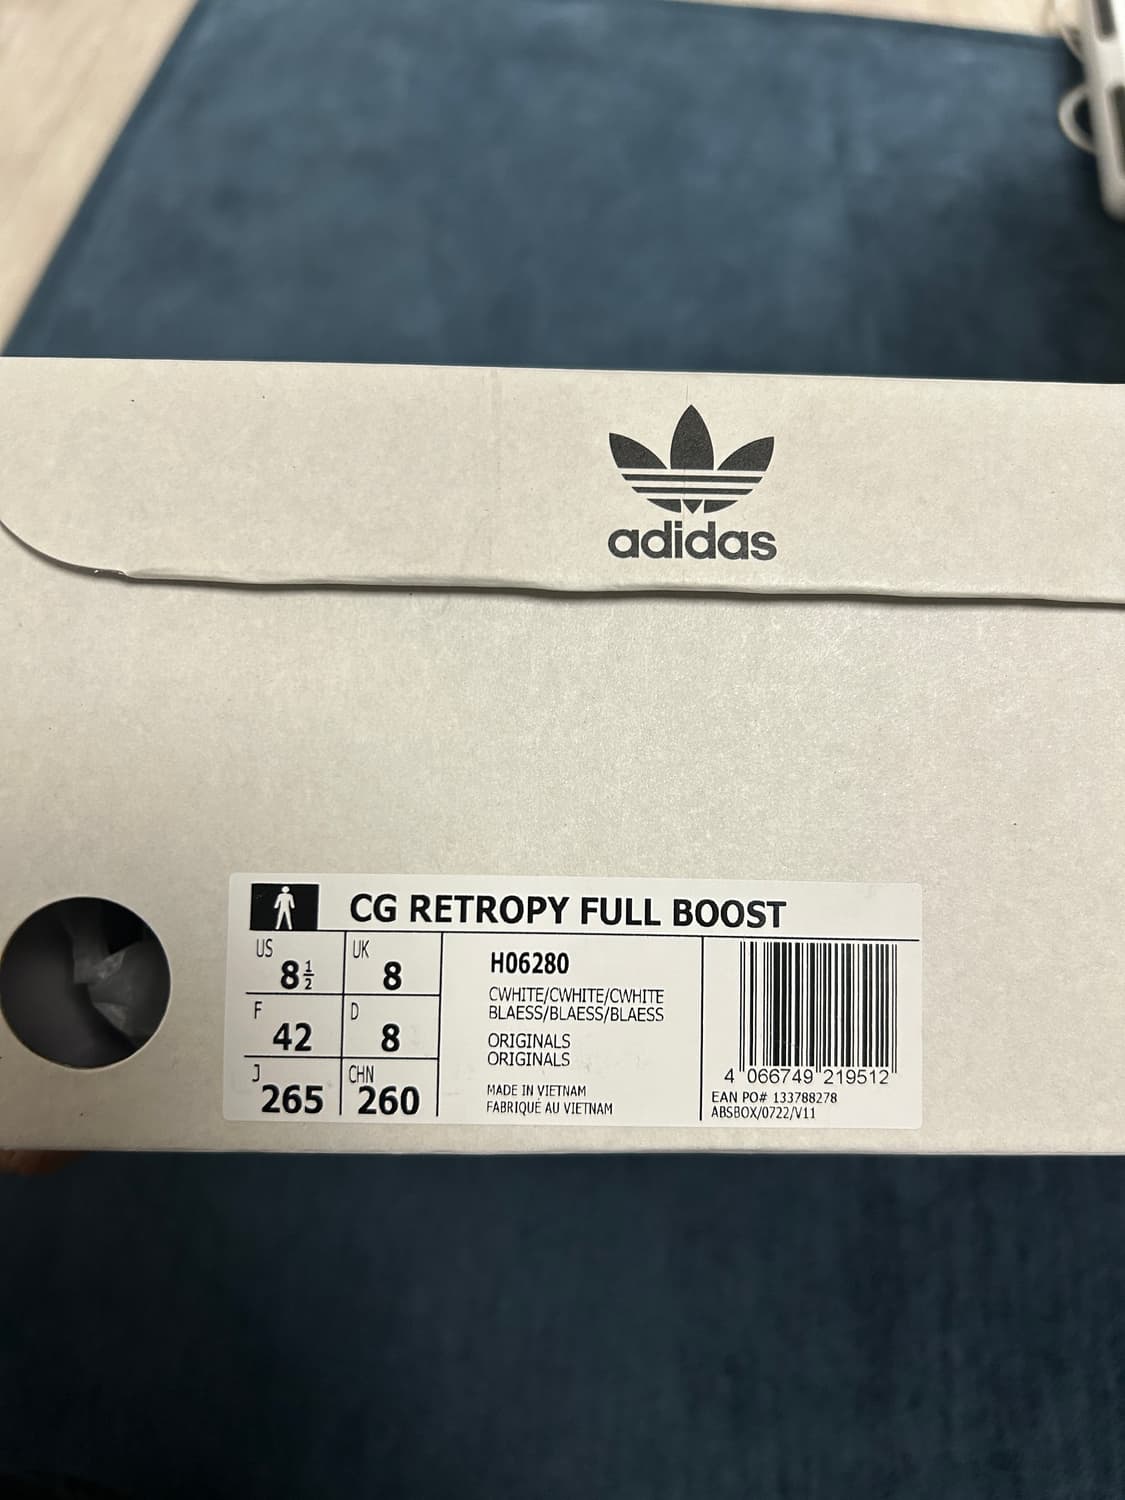 adidas
CG RETROPY FULL BOOST
US
8½
UK
8
F
42
D
8
J
265
CHN
260
H06280
CWHITE/CWHITE/CWHITE
BLAESS/BLAESS/BLAESS
ORIGINALS
ORIGINALS
MADE IN VIETNAM
FABRIQUÉ AU VIETNAM
4 066749 219512
EAN PO# 133788278
ABSBOX/0722/V11